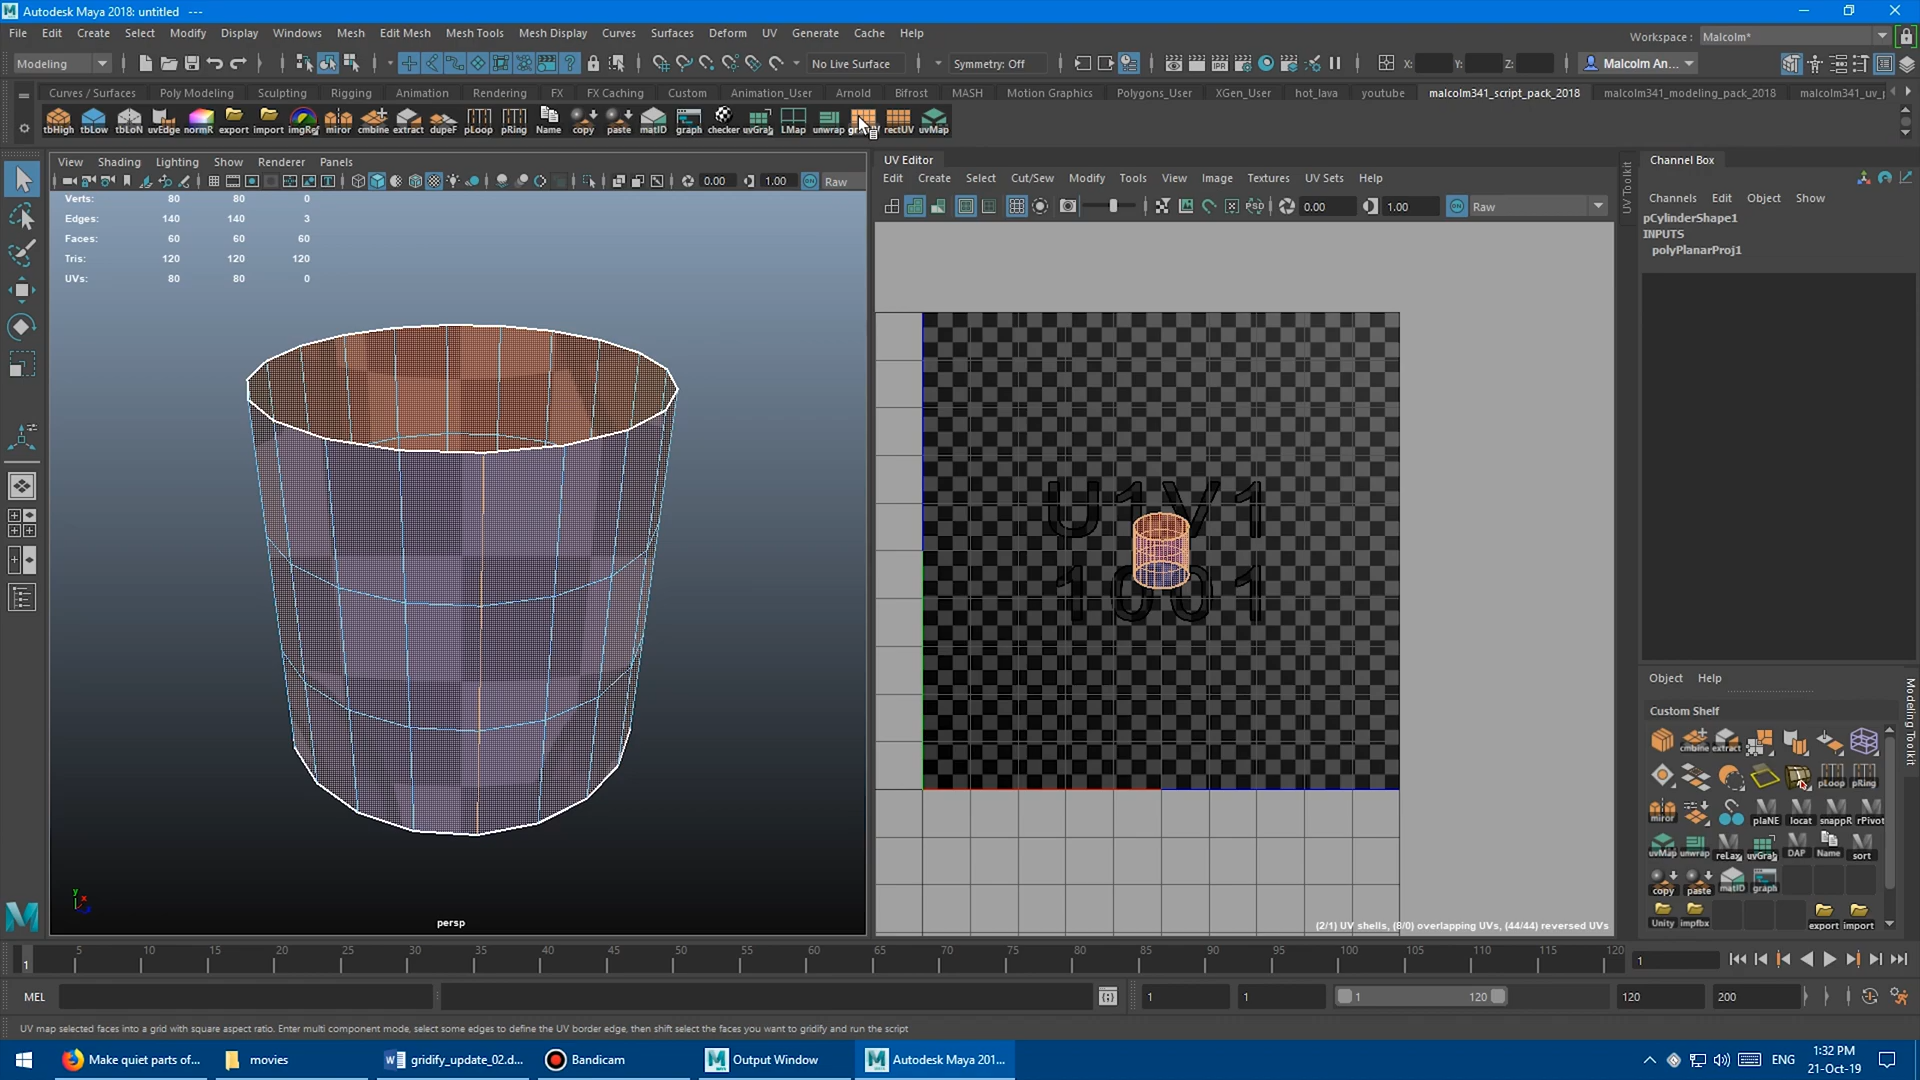 Autodesk Maya 2018: untitled   ---
File Edit Create Select Modify Display Windows Mesh Edit Mesh Mesh Tools Mesh Display Curves Surfaces Deform UV Generate Cache Help
Workspace : Malcolm*
Modeling No Live Surface Symmetry: Off X: Y: Z: Malcolm An...
Curves / Surfaces Poly Modeling Sculpting Rigging Animation Rendering FX FX Caching Custom Animation_User Arnold Bifrost MASH Motion Graphics Polygons_User XGen_User hot_lava youtube malcolm341_script_pack_2018 malcolm341_modeling_pack_2018 malcolm341_uv_p
tbHigh tbLow tbLoN uvEdge normR export import imgRef mirror cmbine extract dupeF pLoop pRing Name copy paste matID graph checker uvGraj LMap unwrap rectUV uvMap
View Shading Lighting Show Renderer Panels
0.00 1.00 Raw
Verts: 80 80 0
Edges: 140 140 3
Faces: 60 60 60
Tris: 120 120 120
UVs: 80 80 0
persp
UV Editor
Edit Create Select Cut/Sew Modify Tools View Image Textures UV Sets Help
ON 0.00 1.00 ON Raw
U1V1
1001
(2/1) UV shells, (8/0) overlapping UVs, (44/44) reversed UVs
UV Toolkit
Channel Box
Channels Edit Object Show
pCylinderShape1
INPUTS
polyPlanarProj1
Object Help
Custom Shelf
cmbine extract
pLoop pRing
miror plaNE locat snappR rPivot
uvMap unwrap reLax uvGraj DAP Name sort
copy paste matID graph
Unity impfbx export import
Modeling Toolkit
5 10 15 20 25 30 35 40 45 50 55 60 65 70 75 80 85 90 95 100 105 110 115 120
1 1
MEL 1 1 1 120 120 200
UV map selected faces into a grid with square aspect ratio. Enter multi component mode, select some edges to define the UV border edge, then shift select the faces you want to gridify and run the script
Make quiet parts of... movies gridify_update_02.d... Bandicam Output Window Autodesk Maya 201... ENG 1:32 PM
21-Oct-19